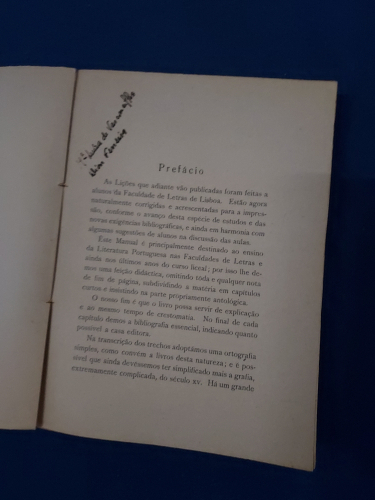 Prefácio
As Lições que adiante vão publicadas foram feitas a
alunos da Faculdade de Letras de Lisboa. Estão agora
naturalmente corrigidas e acrescentadas para a impres-
são, conforme o avanço desta espécie de estudos e das
novas exigências bibliográficas, e ainda em harmonia com
algumas sugestões de alunos na discussão das aulas.
Êste Manual é principalmente destinado ao ensino
da Literatura Portuguesa nas Faculdades de Letras e
ainda nos últimos anos do curso liceal; por isso lhe de-
mos uma feição didáctica, omitindo toda e qualquer nota
de fim de página, subdividindo a matéria em capítulos
curtos e inserindo na parte propriamente antológica.
O nosso fim é que o livro possa servir de explicação
e ao mesmo tempo de crestomatia. No final de cada
capítulo demos a bibliografia essencial, indicando quanto
possível a casa editora.
Na transcrição dos trechos adoptámos uma ortografia
simples, como convém a livros desta natureza; e é pos-
sível que ainda devêssemos ter simplificado mais a grafia,
extremamente complicada, do século XV. Há um grande